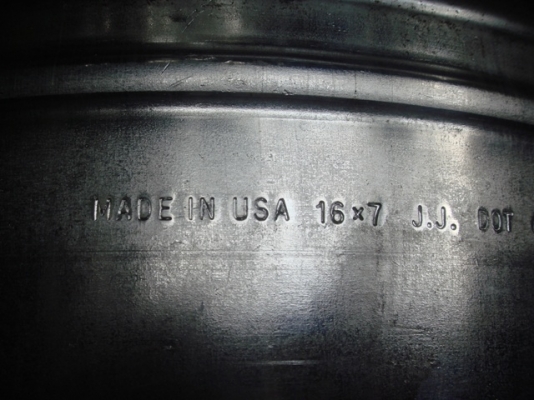 MADE IN USA 16x7 J.J. DOT